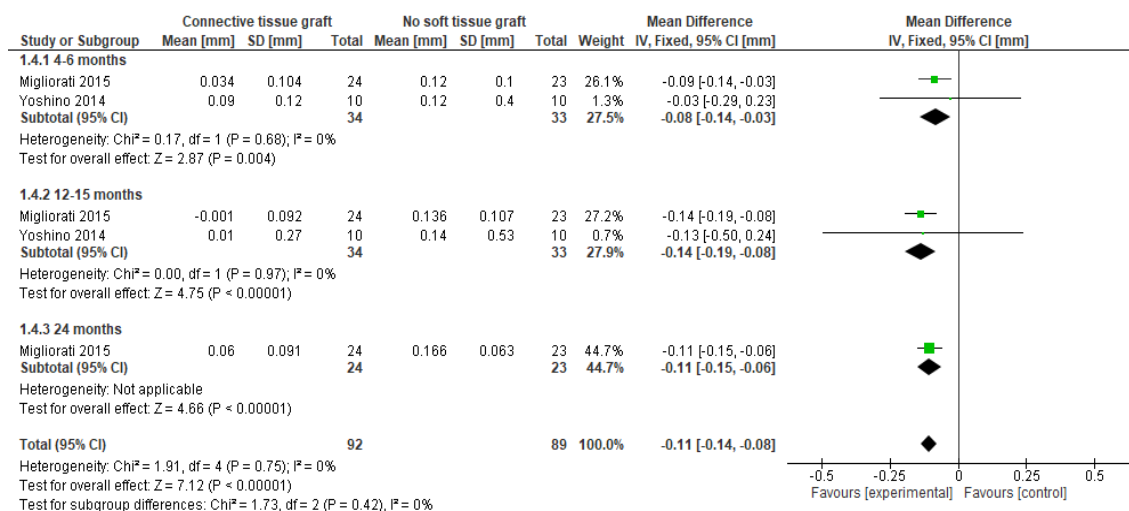 Connective tissue graft No soft tissue graft Mean Difference Mean Difference
Study or Subgroup Mean [mm] SD [mm] Total Mean [mm] SD [mm] Total Weight IV, Fixed, 95% CI [mm] IV, Fixed, 95% CI [mm]
1.4.1 4-6 months
Migliorati 2015 0.034 0.104 24 0.12 0.1 23 26.1% -0.09 [-0.14, -0.03]
Yoshino 2014 0.09 0.12 10 0.12 0.4 10 1.3% -0.03 [-0.29, 0.23]
Subtotal (95% CI) 34 33 27.5% -0.08 [-0.14, -0.03]
Heterogeneity: Chi² = 0.17, df = 1 (P = 0.68); I² = 0%
Test for overall effect: Z = 2.87 (P = 0.004)
1.4.2 12-15 months
Migliorati 2015 -0.001 0.092 24 0.136 0.107 23 27.2% -0.14 [-0.19, -0.08]
Yoshino 2014 0.01 0.27 10 0.14 0.53 10 0.7% -0.13 [-0.50, 0.24]
Subtotal (95% CI) 34 33 27.9% -0.14 [-0.19, -0.08]
Heterogeneity: Chi² = 0.00, df = 1 (P = 0.97); I² = 0%
Test for overall effect: Z = 4.75 (P < 0.00001)
1.4.3 24 months
Migliorati 2015 0.06 0.091 24 0.166 0.063 23 44.7% -0.11 [-0.15, -0.06]
Subtotal (95% CI) 24 23 44.7% -0.11 [-0.15, -0.06]
Heterogeneity: Not applicable
Test for overall effect: Z = 4.66 (P < 0.00001)
Total (95% CI) 92 89 100.0% -0.11 [-0.14, -0.08]
Heterogeneity: Chi² = 1.91, df = 4 (P = 0.75); I² = 0%
Test for overall effect: Z = 7.12 (P < 0.00001)
Test for subgroup differences: Chi² = 1.73, df = 2 (P = 0.42), I² = 0%
-0.5 -0.25 0 0.25 0.5
Favours [experimental] Favours [control]